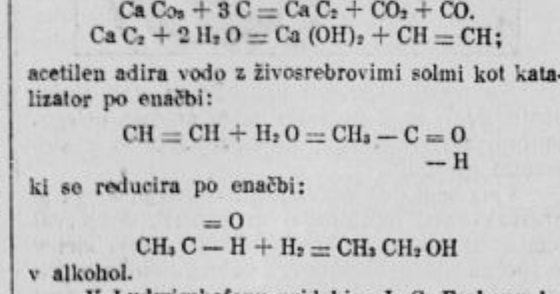 Ca Co₃ + 3 C = Ca C₂ + CO₂ + CO.
Ca C₂ + 2 H₂ O = Ca (OH)₂ + CH = CH;
acetilen adira vodo z živosrebrovimi solmi kot kata-
lizator po enačbi:
CH = CH + H₂ O = CH₃ — C = O
— H
ki se reducira po enačbi:
= O
CH₃ C — H + H₂ = CH₃ CH₂ OH
v alkohol.